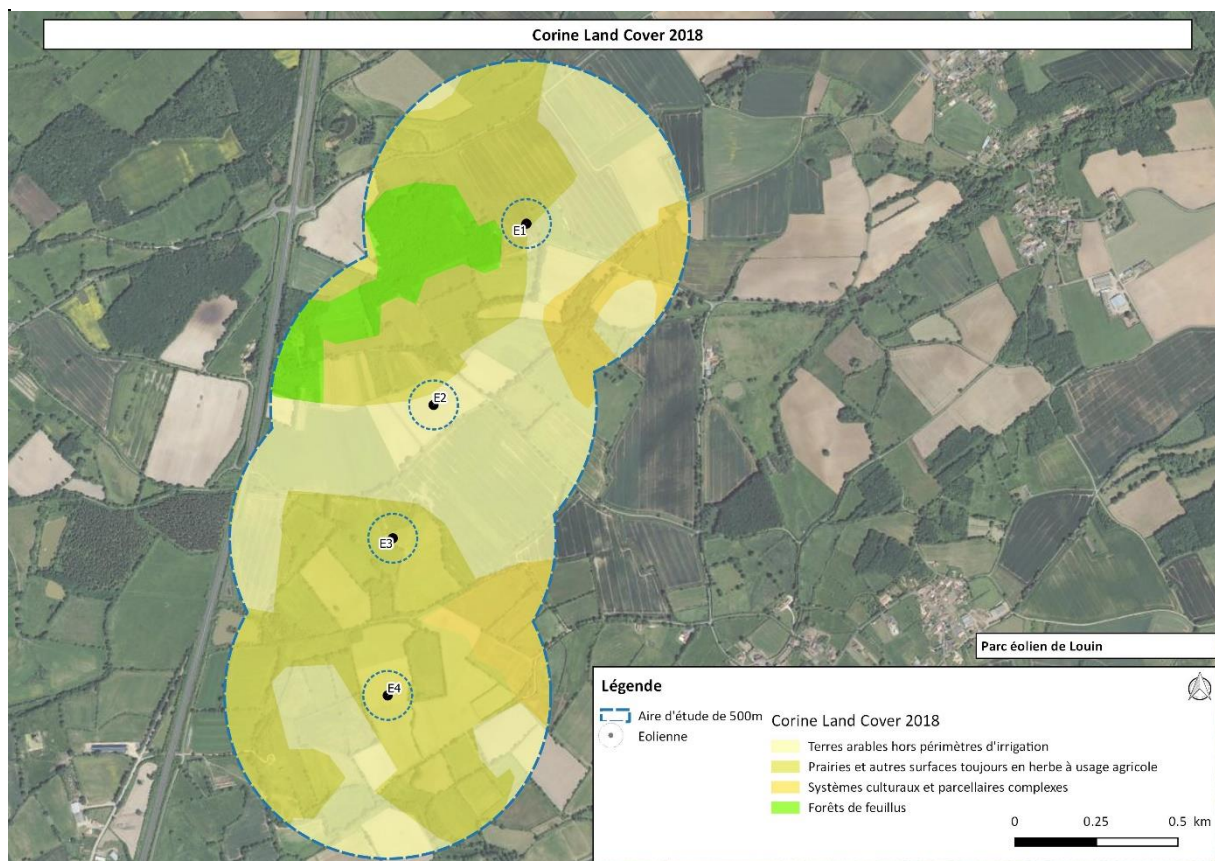 Corine Land Cover 2018
E1
E2
E3
E4
Parc éolien de Louin
Légende
Aire d'étude de 500m
Eolienne
Corine Land Cover 2018
Terres arables hors périmètres d'irrigation
Prairies et autres surfaces toujours en herbe à usage agricole
Systèmes culturaux et parcellaires complexes
Forêts de feuillus
0 0.25 0.5 km